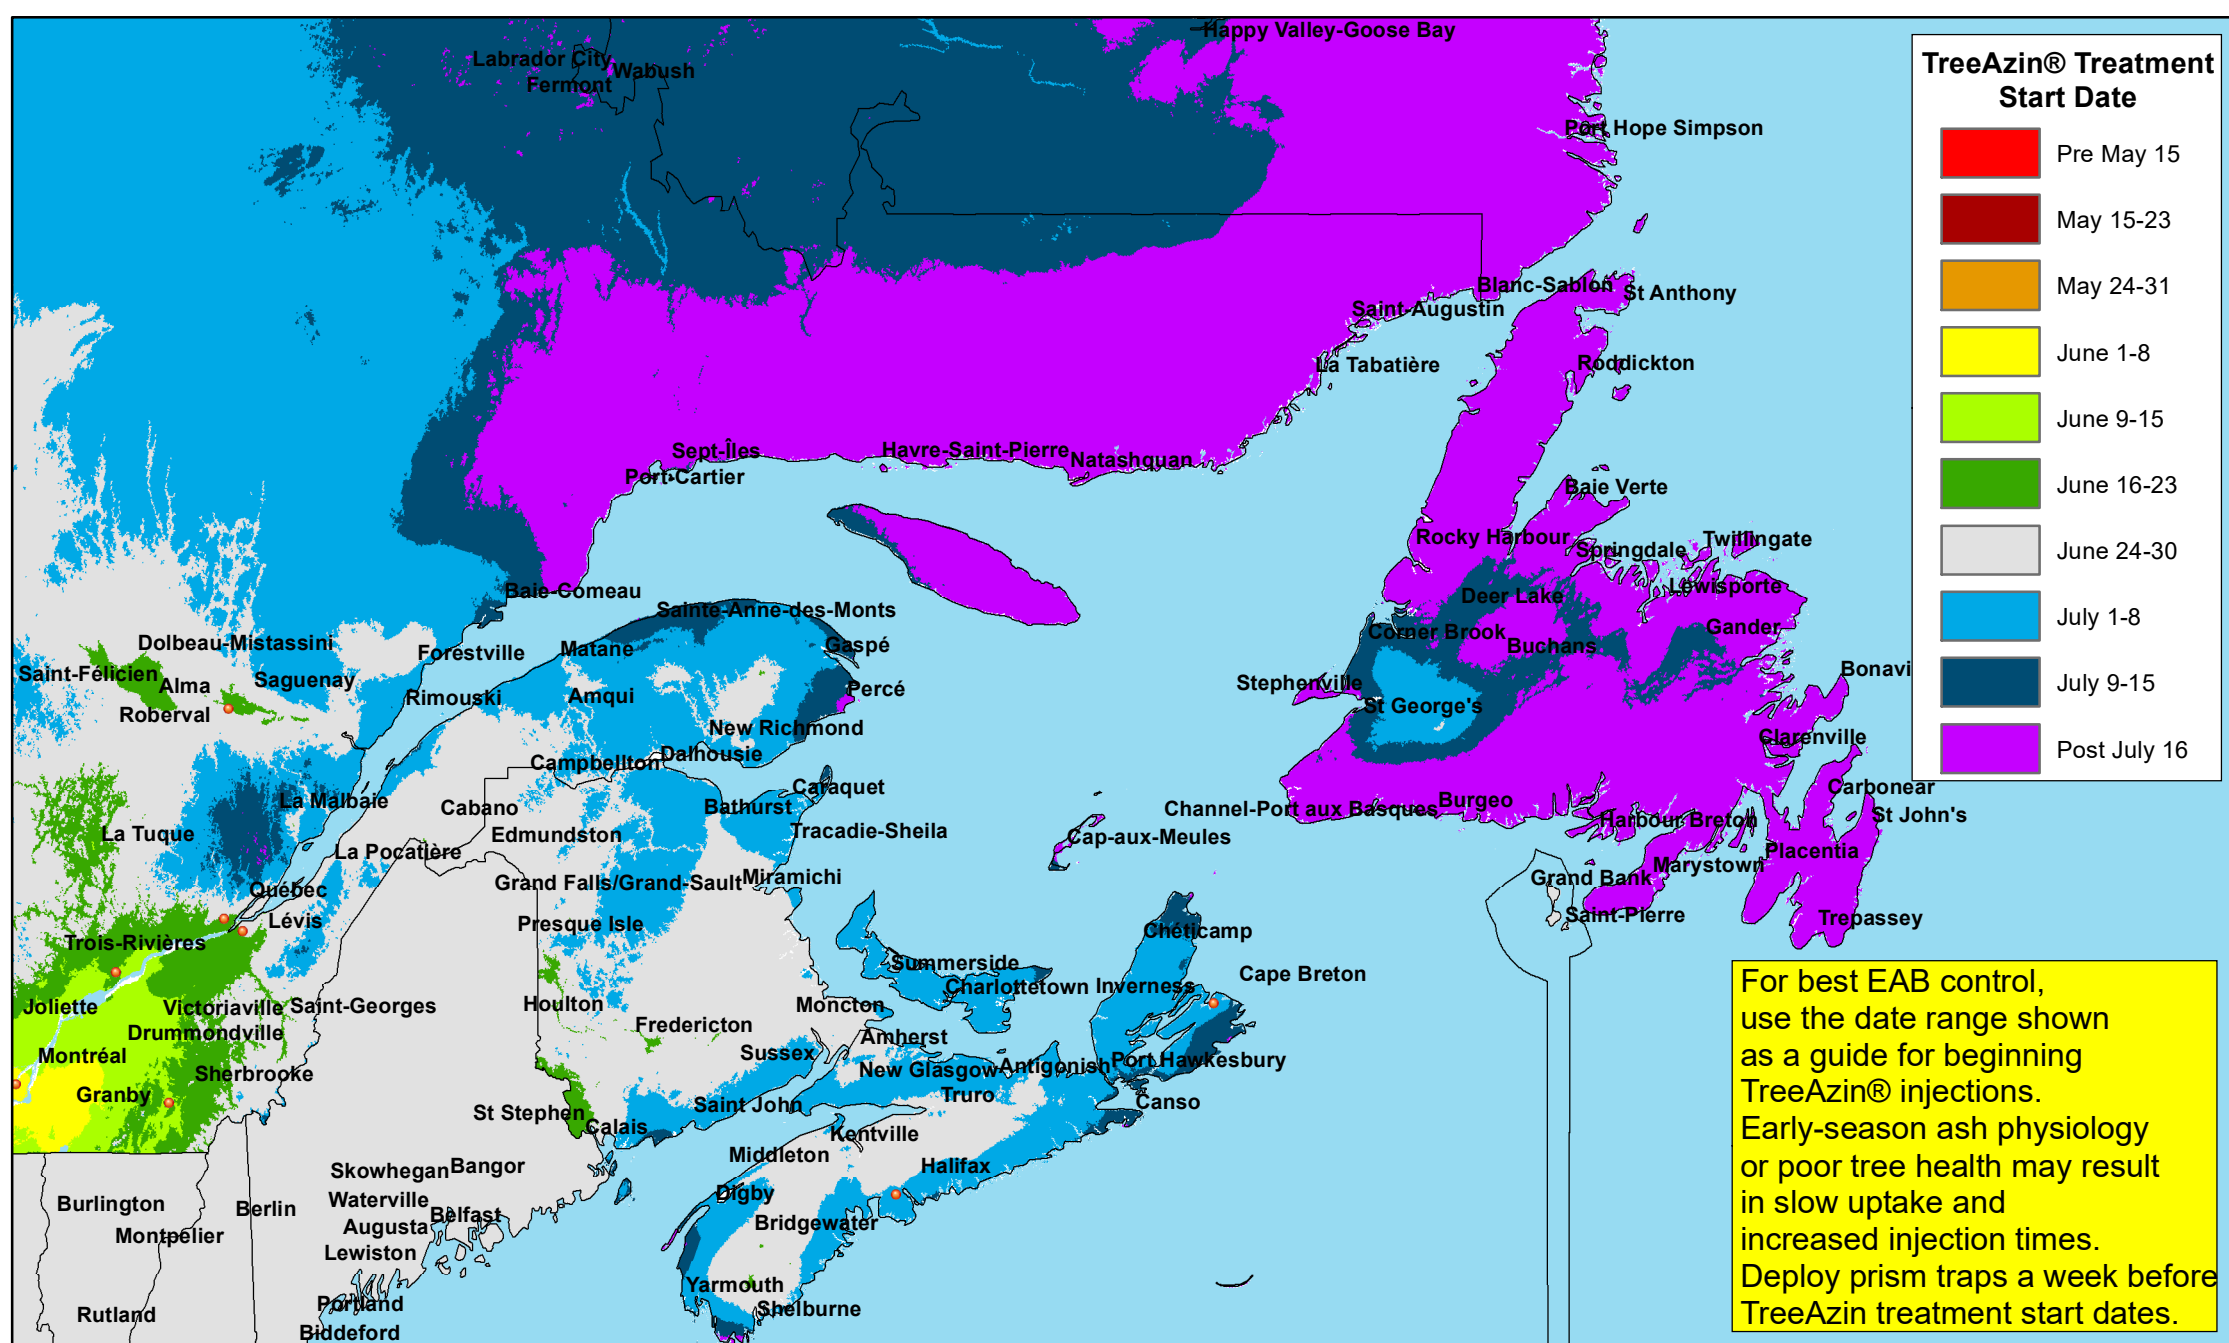 Happy Valley-Goose Bay
Labrador City
Wabush
Fermont
Port Hope Simpson
Blanc-Sablon
St Anthony
Saint-Augustin
La Tabatière
Roddickton
Sept-Îles
Havre-Saint-Pierre
Natashquan
Port-Cartier
Baie Verte
Rocky Harbour
Springdale
Twillingate
Lewisporte
Deer Lake
Baie-Comeau
Sainte-Anne-des-Monts
Corner Brook
Buchans
Gander
Dolbeau-Mistassini
Forestville
Matane
Gaspé
Bonavi
Saint-Félicien
Alma
Saguenay
Rimouski
Amqui
Percé
Stephenville
St George's
Roberval
New Richmond
Clarenville
Campbellton
Dalhousie
Caraquet
Carbonear
La Malbaie
Cabano
Bathurst
Channel-Port aux Basques
Burgeo
Harbour Breton
St John's
La Tuque
Edmundston
Tracadie-Sheila
Cap-aux-Meules
La Pocatière
Placentia
Marystown
Québec
Grand Falls/Grand-Sault
Miramichi
Grand Bank
Lévis
Presque Isle
Saint-Pierre
Trepassey
Trois-Rivières
Chéticamp
Summerside
Cape Breton
Charlottetown
Inverness
Joliette
Victoriaville
Saint-Georges
Houlton
Moncton
Drummondville
Fredericton
Amherst
Montréal
Sussex
Port Hawkesbury
Sherbrooke
New Glasgow
Antigonish
Granby
St Stephen
Saint John
Truro
Canso
Calais
Kentville
Middleton
Skowhegan
Bangor
Halifax
Burlington
Waterville
Digby
Berlin
Belfast
Montpelier
Augusta
Bridgewater
Lewiston
Yarmouth
Rutland
Portland
Shelburne
Biddeford
TreeAzin® Treatment
Start Date
Pre May 15
May 15-23
May 24-31
June 1-8
June 9-15
June 16-23
June 24-30
July 1-8
July 9-15
Post July 16
For best EAB control,
use the date range shown
as a guide for beginning
TreeAzin® injections.
Early-season ash physiology
or poor tree health may result
in slow uptake and
increased injection times.
Deploy prism traps a week before
TreeAzin treatment start dates.